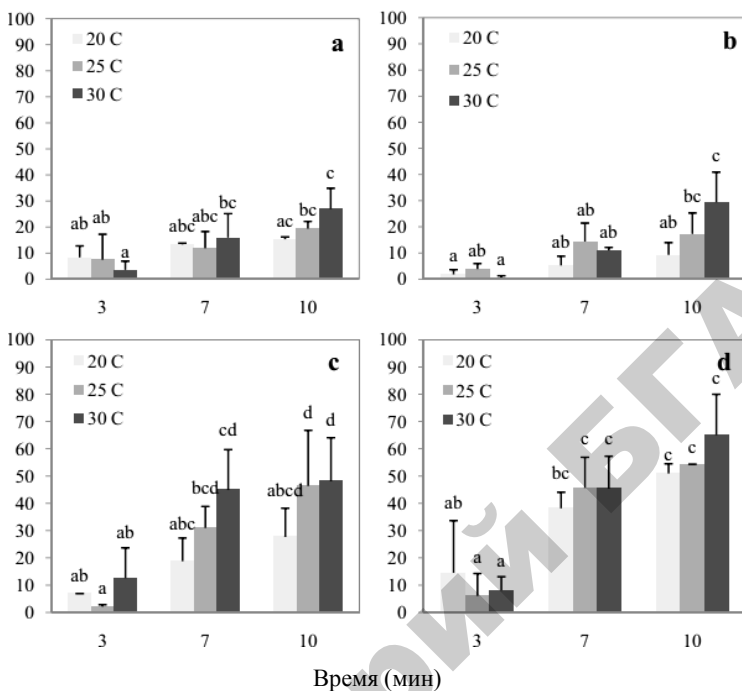 100
90
80
70
60
50
40
30
20
10
0
20 C
25 C
30 C
a
ab ab a
abc abc bc
ac bc c
3 7 10
100
90
80
70
60
50
40
30
20
10
0
20 C
25 C
30 C
b
a ab a
ab ab ab
ab bc c
3 7 10
100
90
80
70
60
50
40
30
20
10
0
20 C
25 C
30 C
c
ab a b
abc bcd cd
abcd d d
3 7 10
100
90
80
70
60
50
40
30
20
10
0
20 C
25 C
30 C
d
ab a a
bc c c
c c c
3 7 10
Время (мин)
рий БГА